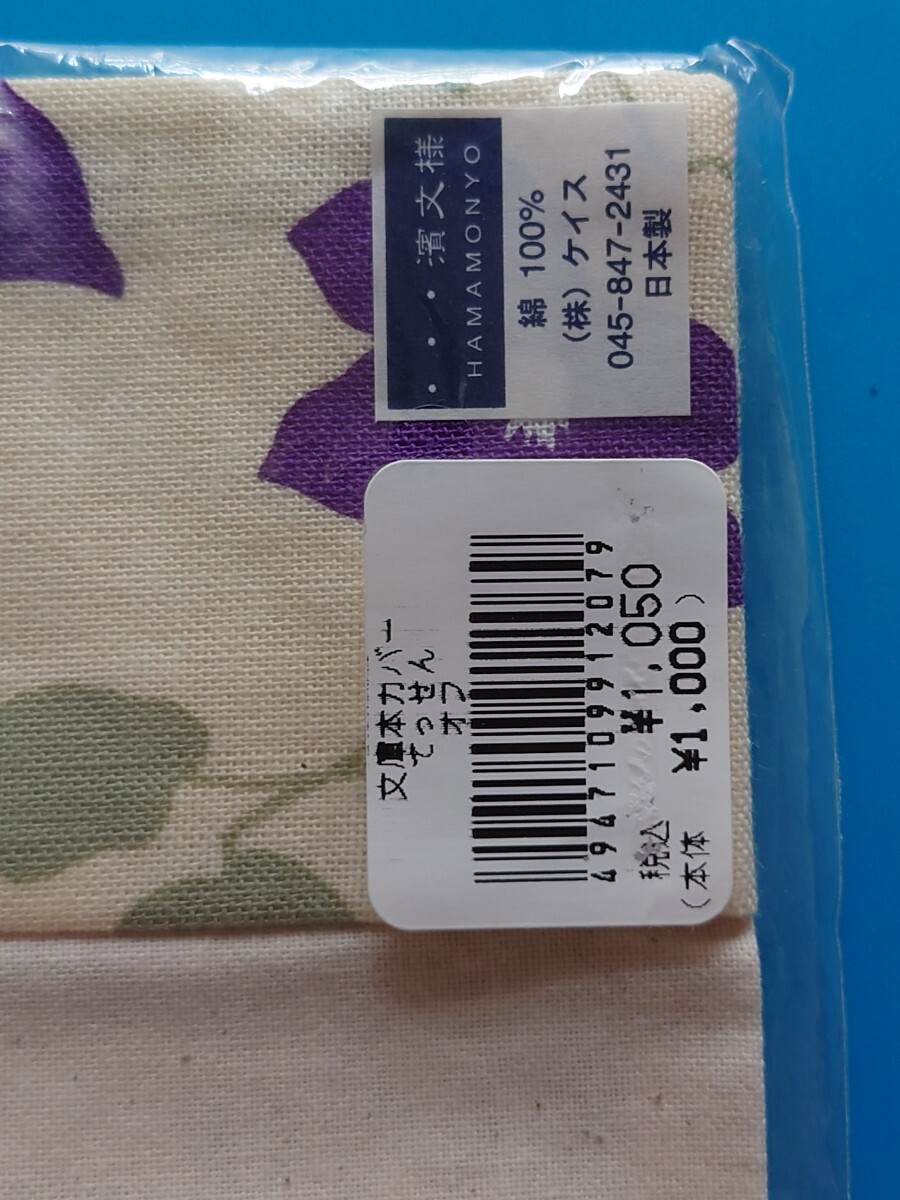 ・・・濱文様
HAMAMONYO
綿 100%
(株) ケイス
045-847-2431
日本製
文庫本カバー
てっせん
オフ
4947109912079
税込 ¥1,050
(本体 ¥1,000)